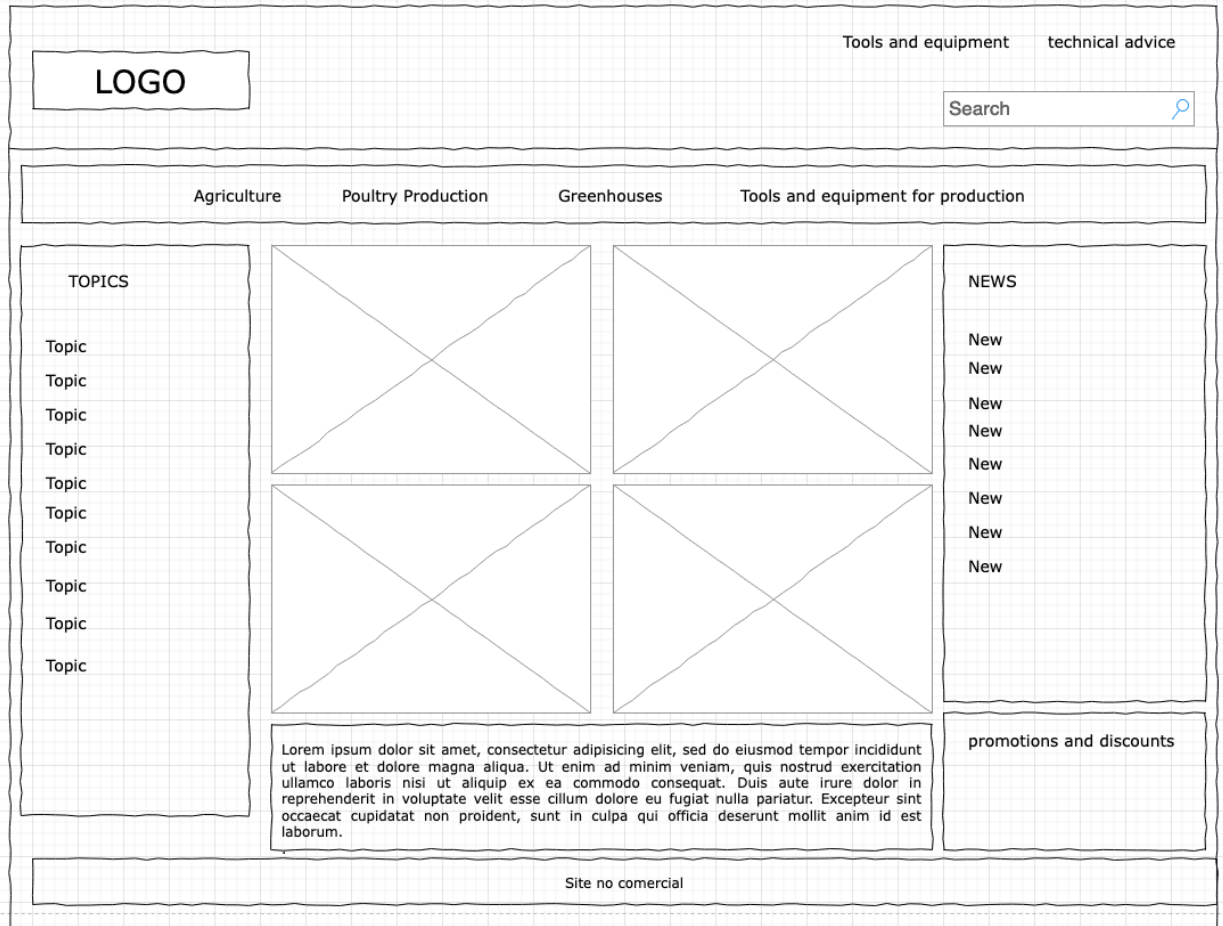 Tools and equipment
technical advice
LOGO
Search
Agriculture
Poultry Production
Greenhouses
Tools and equipment for production
TOPICS
Topic
Topic
Topic
Topic
Topic
Topic
Topic
Topic
Topic
Topic
NEWS
New
New
New
New
New
New
New
New
Lorem ipsum dolor sit amet, consectetur adipisicing elit, sed do eiusmod tempor incididunt
ut labore et dolore magna aliqua. Ut enim ad minim veniam, quis nostrud exercitation
ullamco laboris nisi ut aliquip ex ea commodo consequat. Duis aute irure dolor in
reprehenderit in voluptate velit esse cillum dolore eu fugiat nulla pariatur. Excepteur sint
occaecat cupidatat non proident, sunt in culpa qui officia deserunt mollit anim id est
laborum.
.
promotions and discounts
Site no comercial